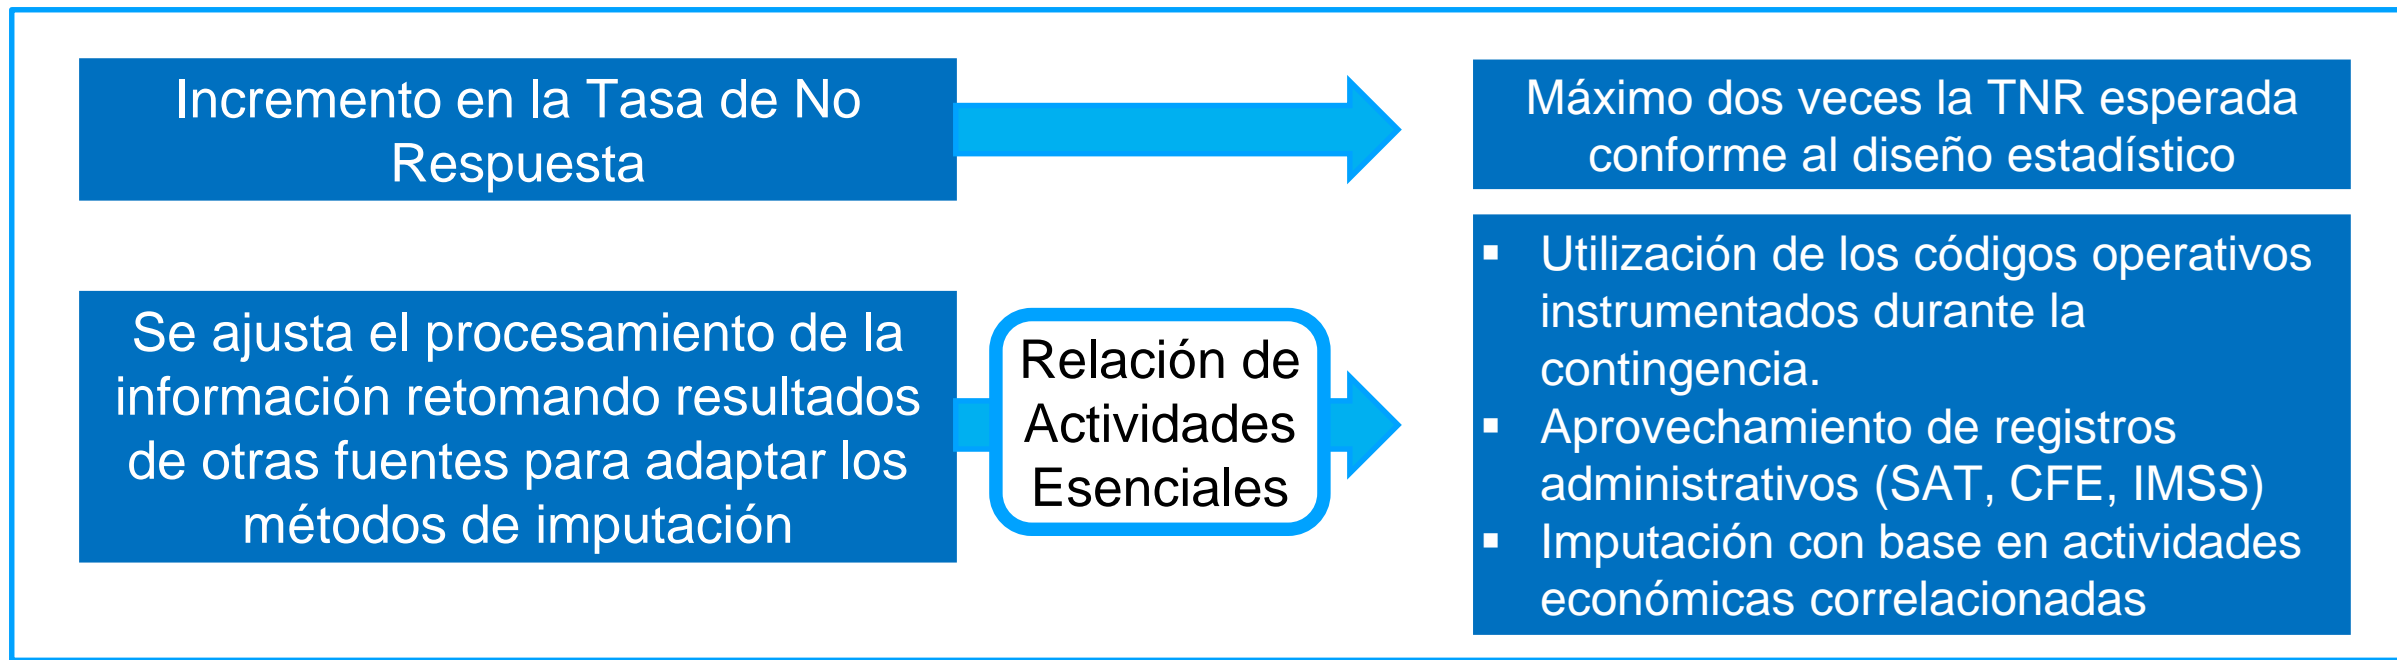 Incremento en la Tasa de No
Respuesta
Máximo dos veces la TNR esperada
conforme al diseño estadístico
Se ajusta el procesamiento de la
información retomando resultados
de otras fuentes para adaptar los
métodos de imputación
Relación de
Actividades
Esenciales
▪ Utilización de los códigos operativos
instrumentados durante la
contingencia.
▪ Aprovechamiento de registros
administrativos (SAT, CFE, IMSS)
▪ Imputación con base en actividades
económicas correlacionadas